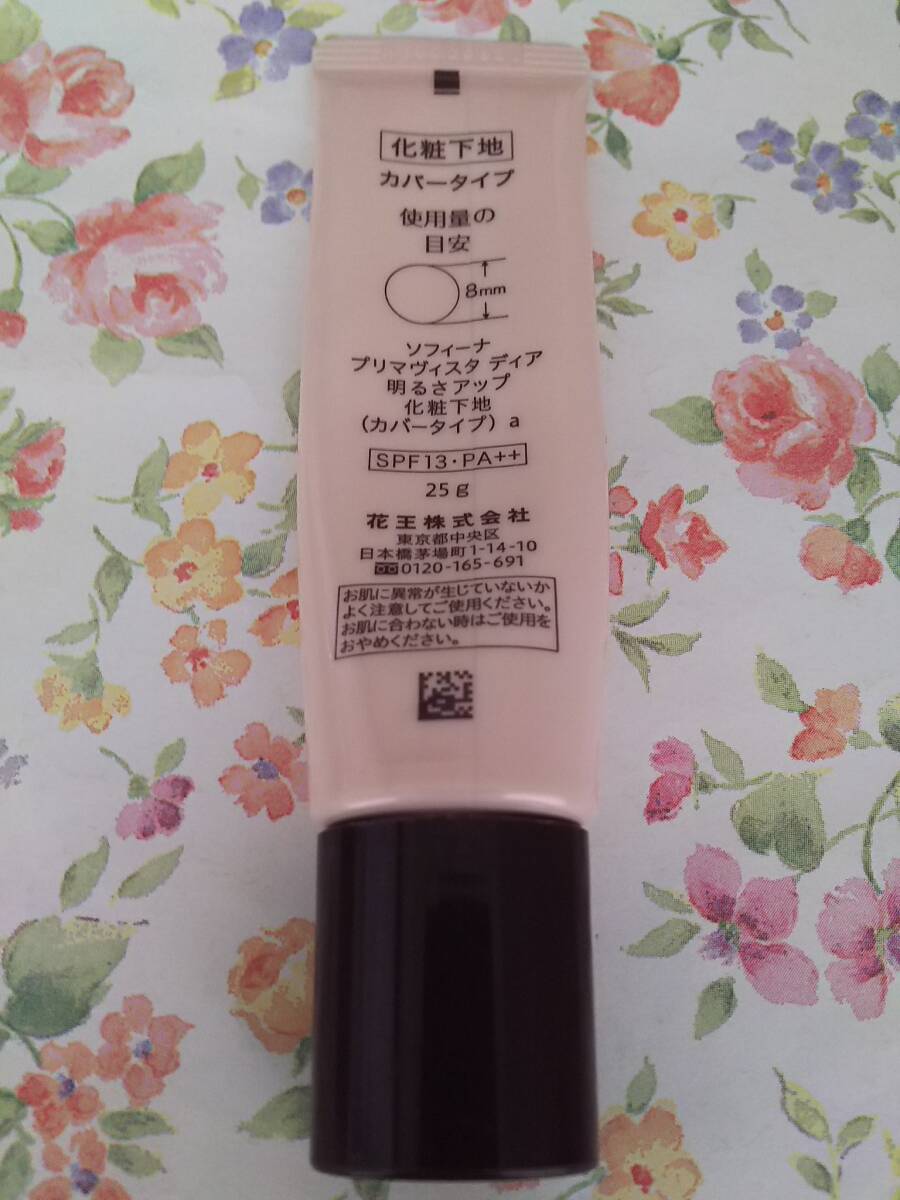 化粧下地
カバータイプ
使用量の
目安
8mm
ソフィーナ
プリマヴィスタ ディア
明るさアップ
化粧下地
(カバータイプ) a
SPF13・PA++
25g
花王株式会社
東京都中央区
日本橋茅場町1-14-10
☎0120-165-691
お肌に異常が生じていないか
よく注意してご使用ください。
お肌に合わない時はご使用を
おやめください。